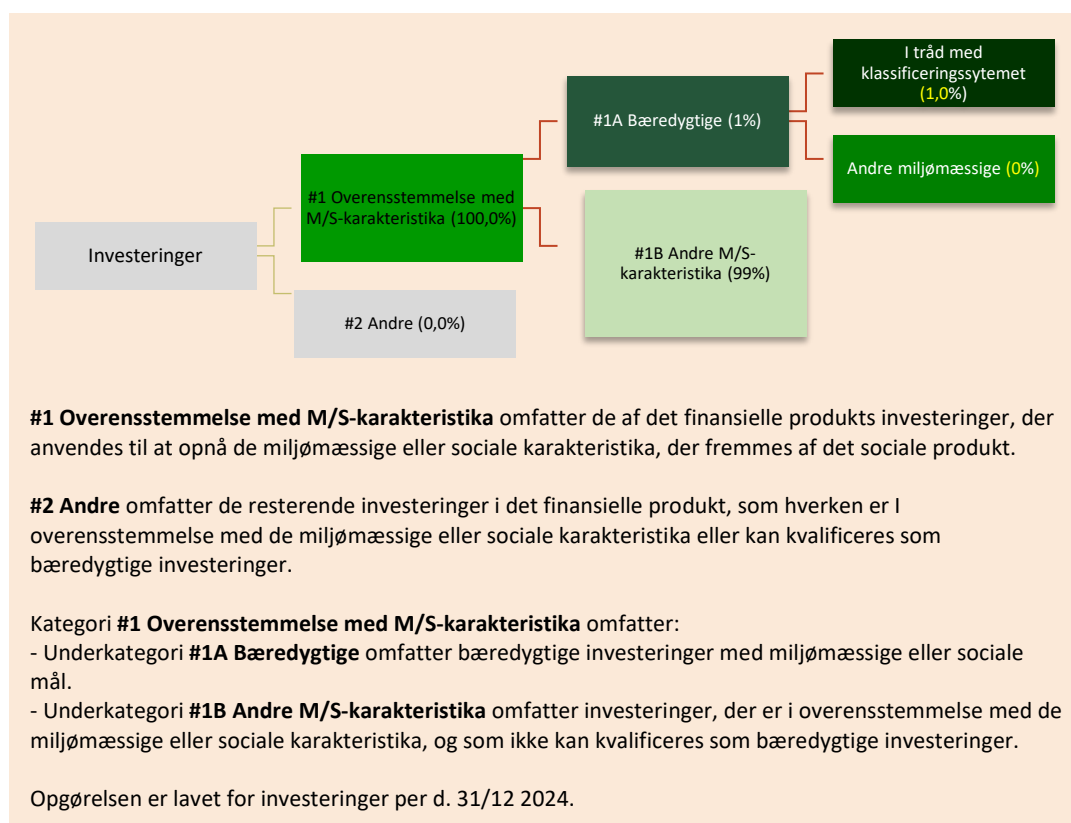 I tråd med
klassificeringssytemet
(1,0%)
#1A Bæredygtige (1%)
Andre miljømæssige (0%)
#1 Overensstemmelse med
M/S-karakteristika (100,0%)
Investeringer
#1B Andre M/S-
karakteristika (99%)
#2 Andre (0,0%)
#1 Overensstemmelse med M/S-karakteristika omfatter de af det finansielle produkts investeringer, der
anvendes til at opnå de miljømæssige eller sociale karakteristika, der fremmes af det sociale produkt.
#2 Andre omfatter de resterende investeringer i det finansielle produkt, som hverken er I
overensstemmelse med de miljømæssige eller sociale karakteristika eller kan kvalificeres som
bæredygtige investeringer.
Kategori #1 Overensstemmelse med M/S-karakteristika omfatter:
- Underkategori #1A Bæredygtige omfatter bæredygtige investeringer med miljømæssige eller sociale
mål.
- Underkategori #1B Andre M/S-karakteristika omfatter investeringer, der er i overensstemmelse med de
miljømæssige eller sociale karakteristika, og som ikke kan kvalificeres som bæredygtige investeringer.
Opgørelsen er lavet for investeringer per d. 31/12 2024.